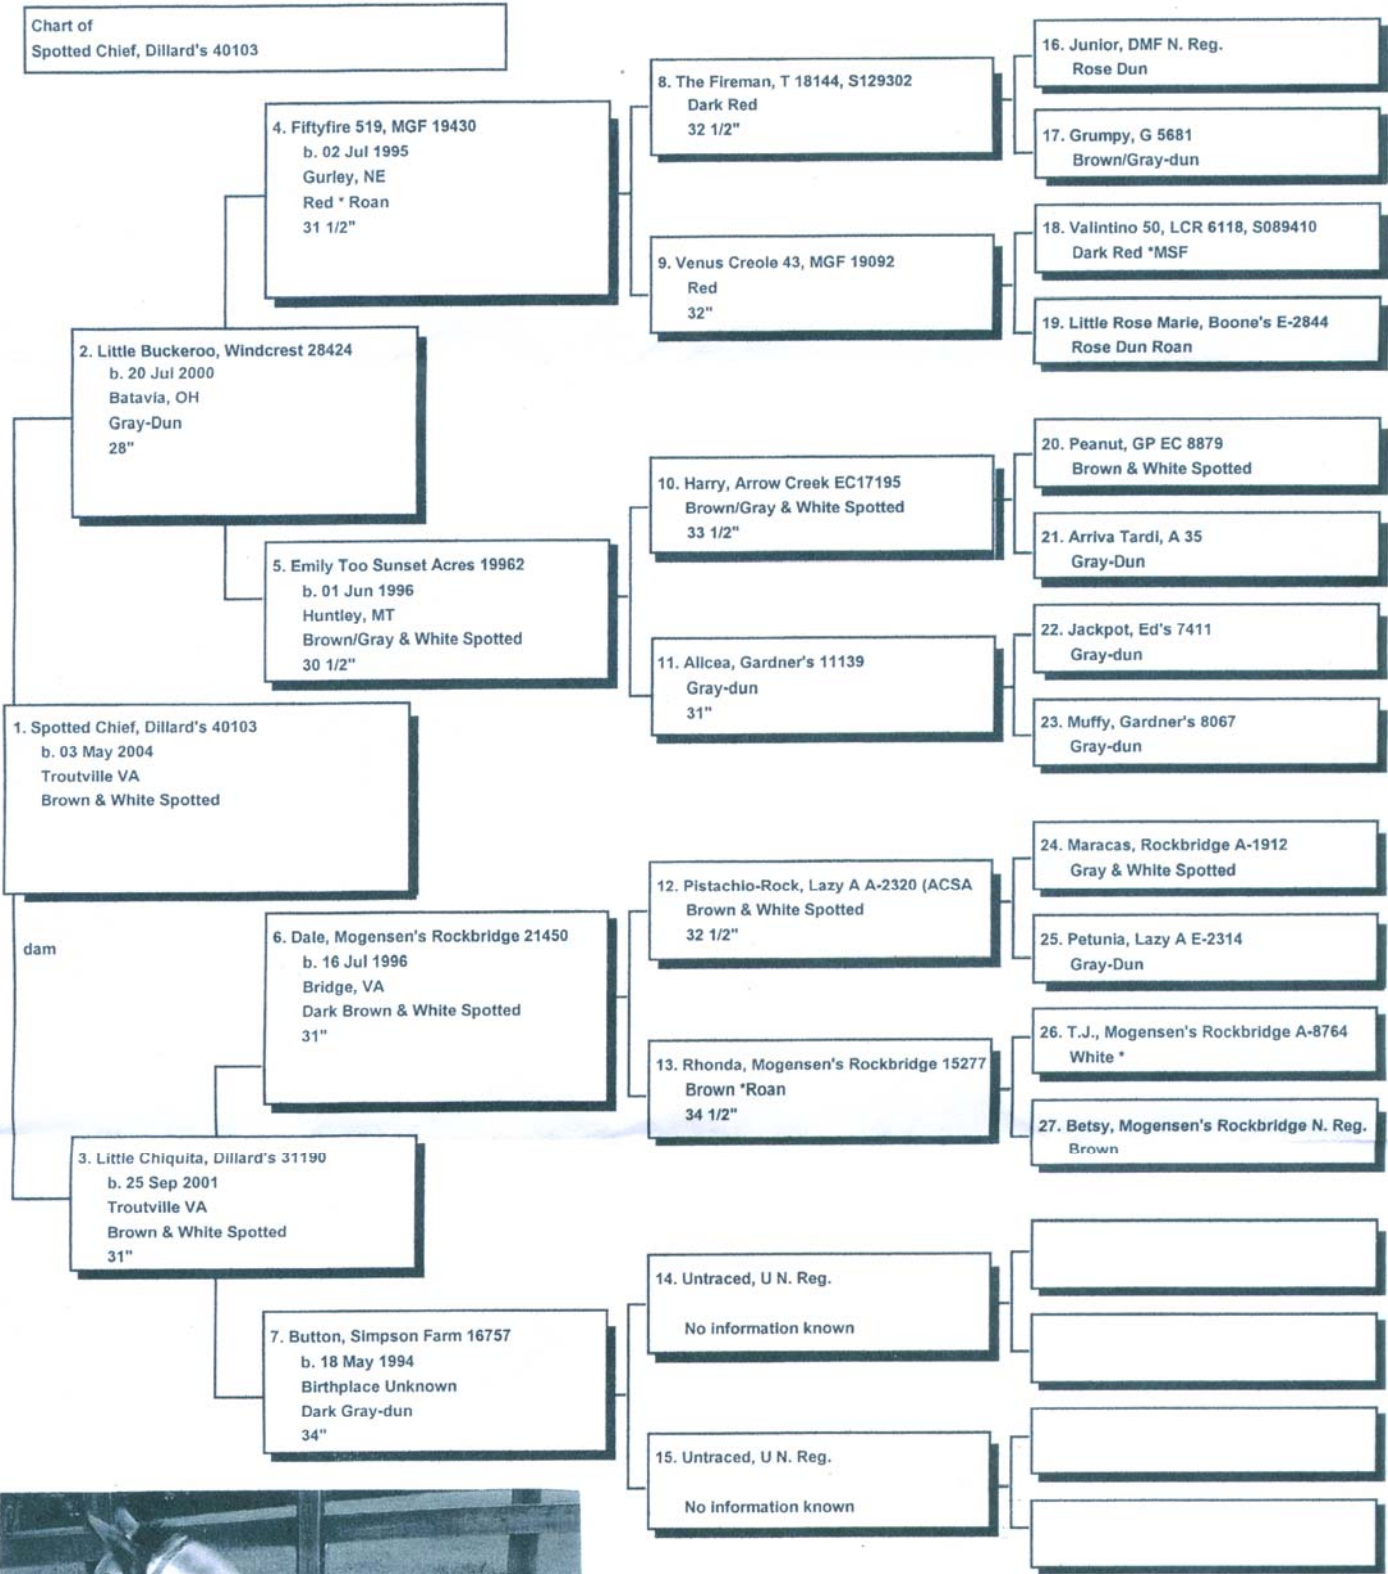 Chart of
Spotted Chief, Dillard's 40103
1. Spotted Chief, Dillard's 40103
b. 03 May 2004
Troutville VA
Brown & White Spotted
dam
2. Little Buckeroo, Windcrest 28424
b. 20 Jul 2000
Batavia, OH
Gray-Dun
28"
3. Little Chiquita, Dillard's 31190
b. 25 Sep 2001
Troutville VA
Brown & White Spotted
31"
4. Fiftyfire 519, MGF 19430
b. 02 Jul 1995
Gurley, NE
Red * Roan
31 1/2"
5. Emily Too Sunset Acres 19962
b. 01 Jun 1996
Huntley, MT
Brown/Gray & White Spotted
30 1/2"
6. Dale, Mogensen's Rockbridge 21450
b. 16 Jul 1996
Bridge, VA
Dark Brown & White Spotted
31"
7. Button, Simpson Farm 16757
b. 18 May 1994
Birthplace Unknown
Dark Gray-dun
34"
8. The Fireman, T 18144, S129302
Dark Red
32 1/2"
9. Venus Creole 43, MGF 19092
Red
32"
10. Harry, Arrow Creek EC17195
Brown/Gray & White Spotted
33 1/2"
11. Alicea, Gardner's 11139
Gray-dun
31"
12. Pistachio-Rock, Lazy A A-2320 (ACSA
Brown & White Spotted
32 1/2"
13. Rhonda, Mogensen's Rockbridge 15277
Brown *Roan
34 1/2"
14. Untraced, U N. Reg.
No information known
15. Untraced, U N. Reg.
No information known
16. Junior, DMF N. Reg.
Rose Dun
17. Grumpy, G 5681
Brown/Gray-dun
18. Valintino 50, LCR 6118, S089410
Dark Red *MSF
19. Little Rose Marie, Boone's E-2844
Rose Dun Roan
20. Peanut, GP EC 8879
Brown & White Spotted
21. Arriva Tardi, A 35
Gray-Dun
22. Jackpot, Ed's 7411
Gray-dun
23. Muffy, Gardner's 8067
Gray-dun
24. Maracas, Rockbridge A-1912
Gray & White Spotted
25. Petunia, Lazy A E-2314
Gray-Dun
26. T.J., Mogensen's Rockbridge A-8764
White *
27. Betsy, Mogensen's Rockbridge N. Reg.
Brown